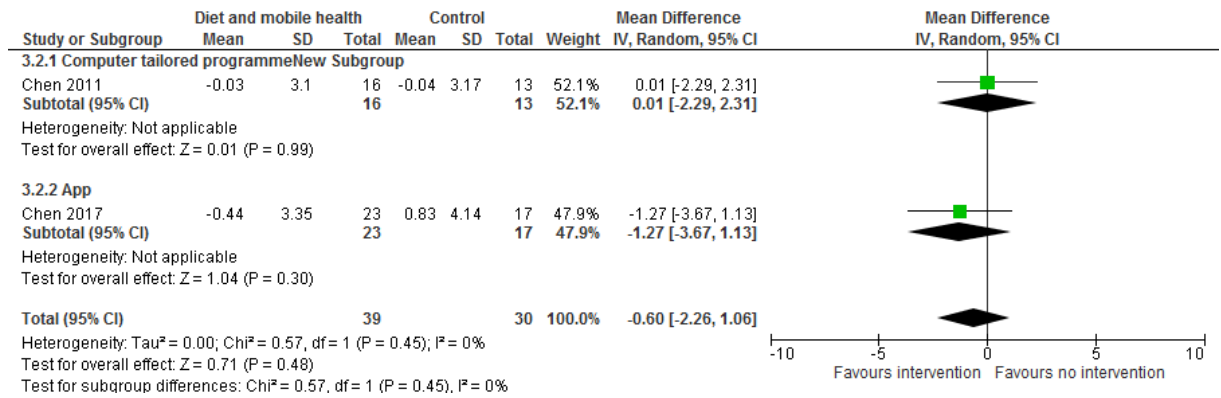 Diet and mobile health Control Mean Difference Mean Difference
Study or Subgroup Mean SD Total Mean SD Total Weight IV, Random, 95% CI IV, Random, 95% CI
3.2.1 Computer tailored programmeNew Subgroup
Chen 2011 -0.03 3.1 16 -0.04 3.17 13 52.1% 0.01 [-2.29, 2.31]
Subtotal (95% CI) 16 13 52.1% 0.01 [-2.29, 2.31]
Heterogeneity: Not applicable
Test for overall effect: Z = 0.01 (P = 0.99)
3.2.2 App
Chen 2017 -0.44 3.35 23 0.83 4.14 17 47.9% -1.27 [-3.67, 1.13]
Subtotal (95% CI) 23 17 47.9% -1.27 [-3.67, 1.13]
Heterogeneity: Not applicable
Test for overall effect: Z = 1.04 (P = 0.30)
Total (95% CI) 39 30 100.0% -0.60 [-2.26, 1.06]
Heterogeneity: Tau² = 0.00; Chi² = 0.57, df = 1 (P = 0.45); I² = 0%
Test for overall effect: Z = 0.71 (P = 0.48)
Test for subgroup differences: Chi² = 0.57, df = 1 (P = 0.45), I² = 0%
-10 -5 0 5 10
Favours intervention Favours no intervention